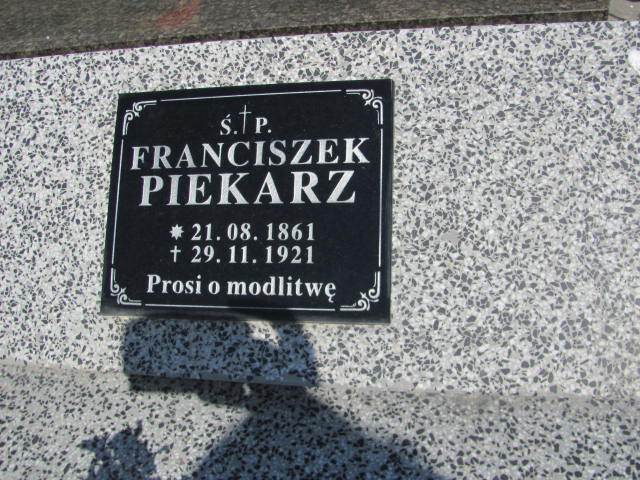 Ś.†P.
FRANCISZEK
PIEKARZ
✷ 21. 08. 1861
† 29. 11. 1921
Prosi o modlitwę